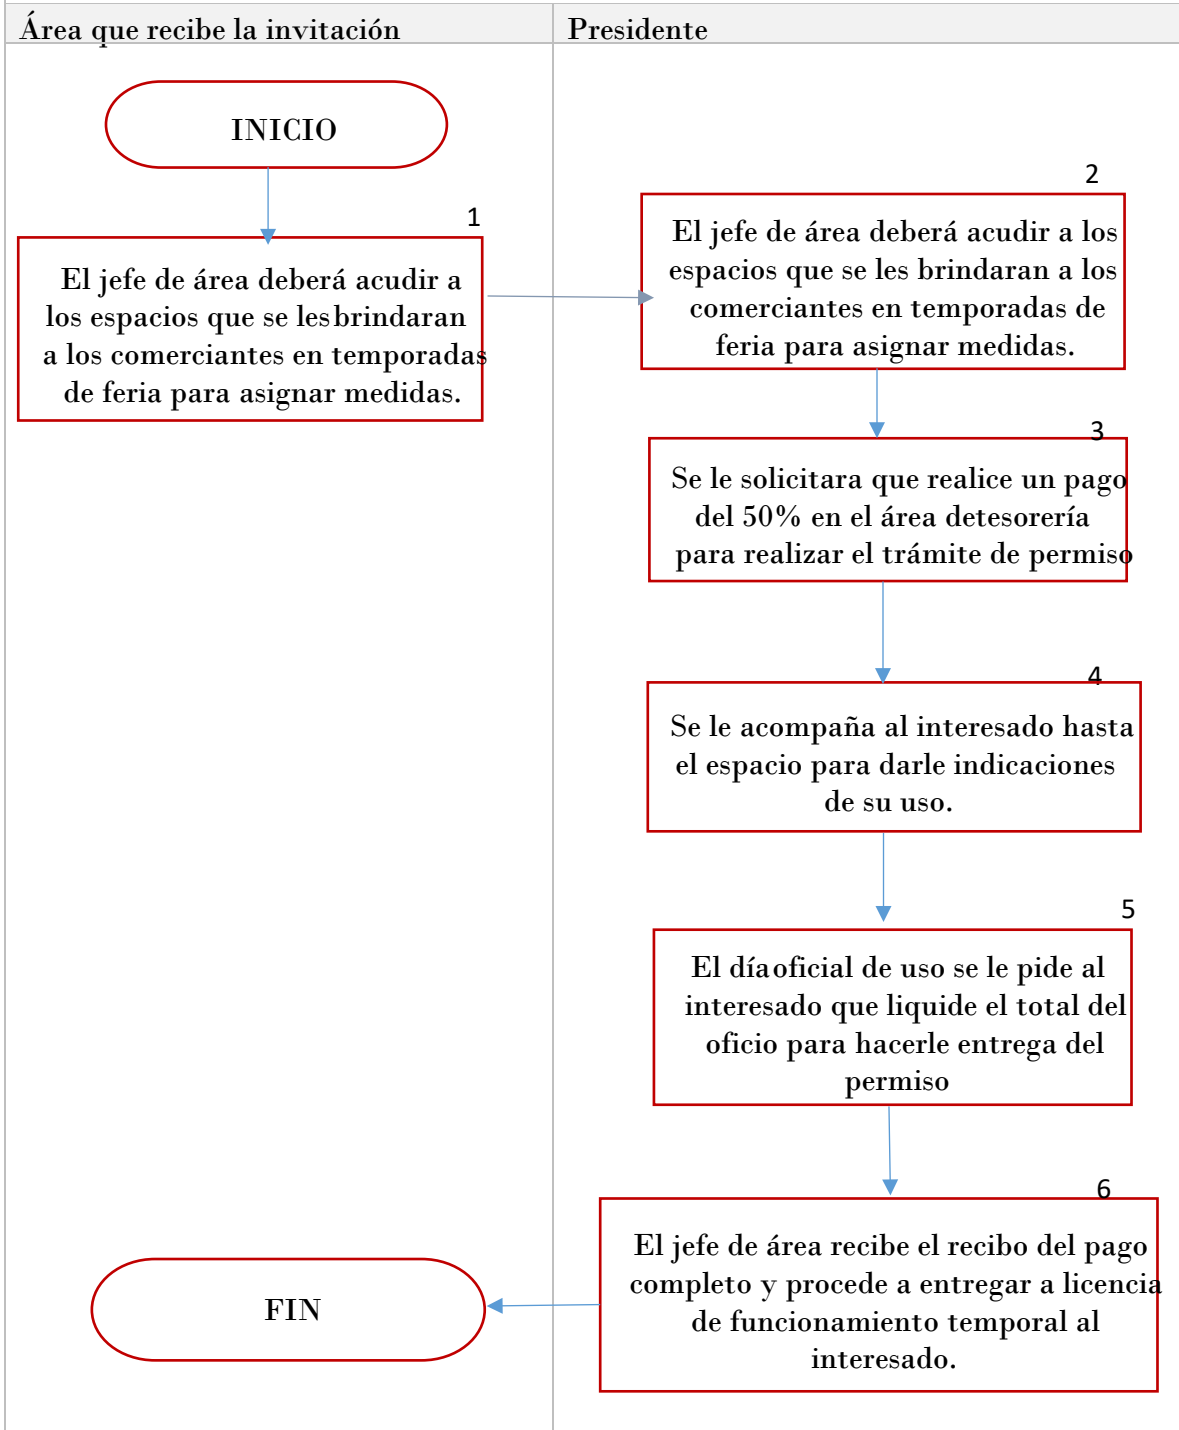 Área que recibe la invitación
Presidente
INICIO
1
El jefe de área deberá acudir a
los espacios que se lesbrindaran
a los comerciantes en temporadas
de feria para asignar medidas.
2
El jefe de área deberá acudir a los
espacios que se les brindaran a los
comerciantes en temporadas de
feria para asignar medidas.
3
Se le solicitara que realice un pago
del 50% en el área detesorería
para realizar el trámite de permiso
4
Se le acompaña al interesado hasta
el espacio para darle indicaciones
de su uso.
5
El díaoficial de uso se le pide al
interesado que liquide el total del
oficio para hacerle entrega del
permiso
6
El jefe de área recibe el recibo del pago
completo y procede a entregar a licencia
de funcionamiento temporal al
interesado.
FIN